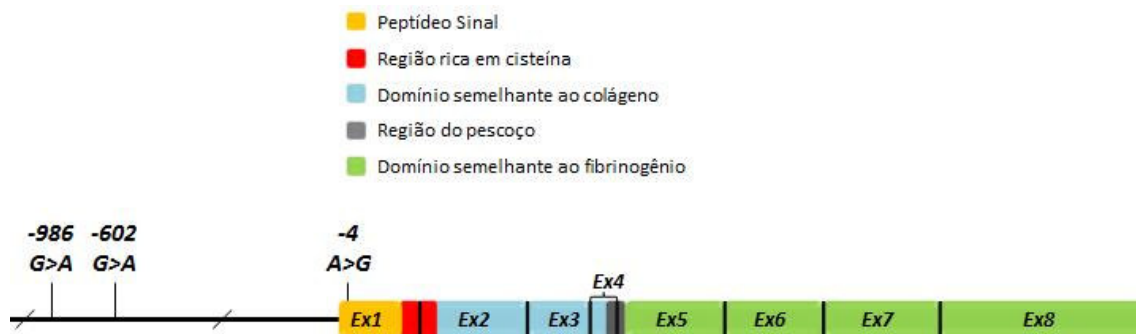 Peptídeo Sinal
Região rica em cisteína
Domínio semelhante ao colágeno
Região do pescoço
Domínio semelhante ao fibrinogênio
-986 -602 -4
G>A G>A A>G
Ex4
Ex1 Ex2 Ex3 Ex5 Ex6 Ex7 Ex8